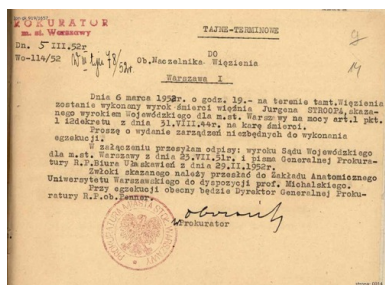 PROKURATOR
m. st. Warszawy
TAJNE-TERMINOWE
Dn. 5 III.52r
Wo-114/52
DO
Ob.Naczelnika Więzienia
Warszawa I
14
Dnia 6 marca 1952r. o godz.19.- na terenie tamt.Więzienia
zostanie wykonany wyrok śmierci więźnia Jurgena STROOPA,skaza-
nego wyrokiem Wojewódzkiego dla m.st. Warszawy na mocy art.1 pkt.
1 dekretu z dnia 31.VIII.44r. na karę śmierci.
Proszę o wydanie zarządzeń niezbędnych do wykonania
egzekucji.
W załączeniu przesyłam odpisy: wyroku Sądu Wojewódzkiego
dla m.st. Warszawy z dnia 23.VII.51r. i pisma Generalnej Prokura-
tury R.P.Biura Ułaskawień z dnia 29.II.1952r.
Zwłoki skazanego należy przesłać do Zakładu Anatomicznego
Uniwersytetu Warszawskiego do dyspozycji prof. Michalskiego.
Przy egzekucji obecny będzie Dyrektor Generalnej Proku-
ratury R.P.ob.
Prokurator